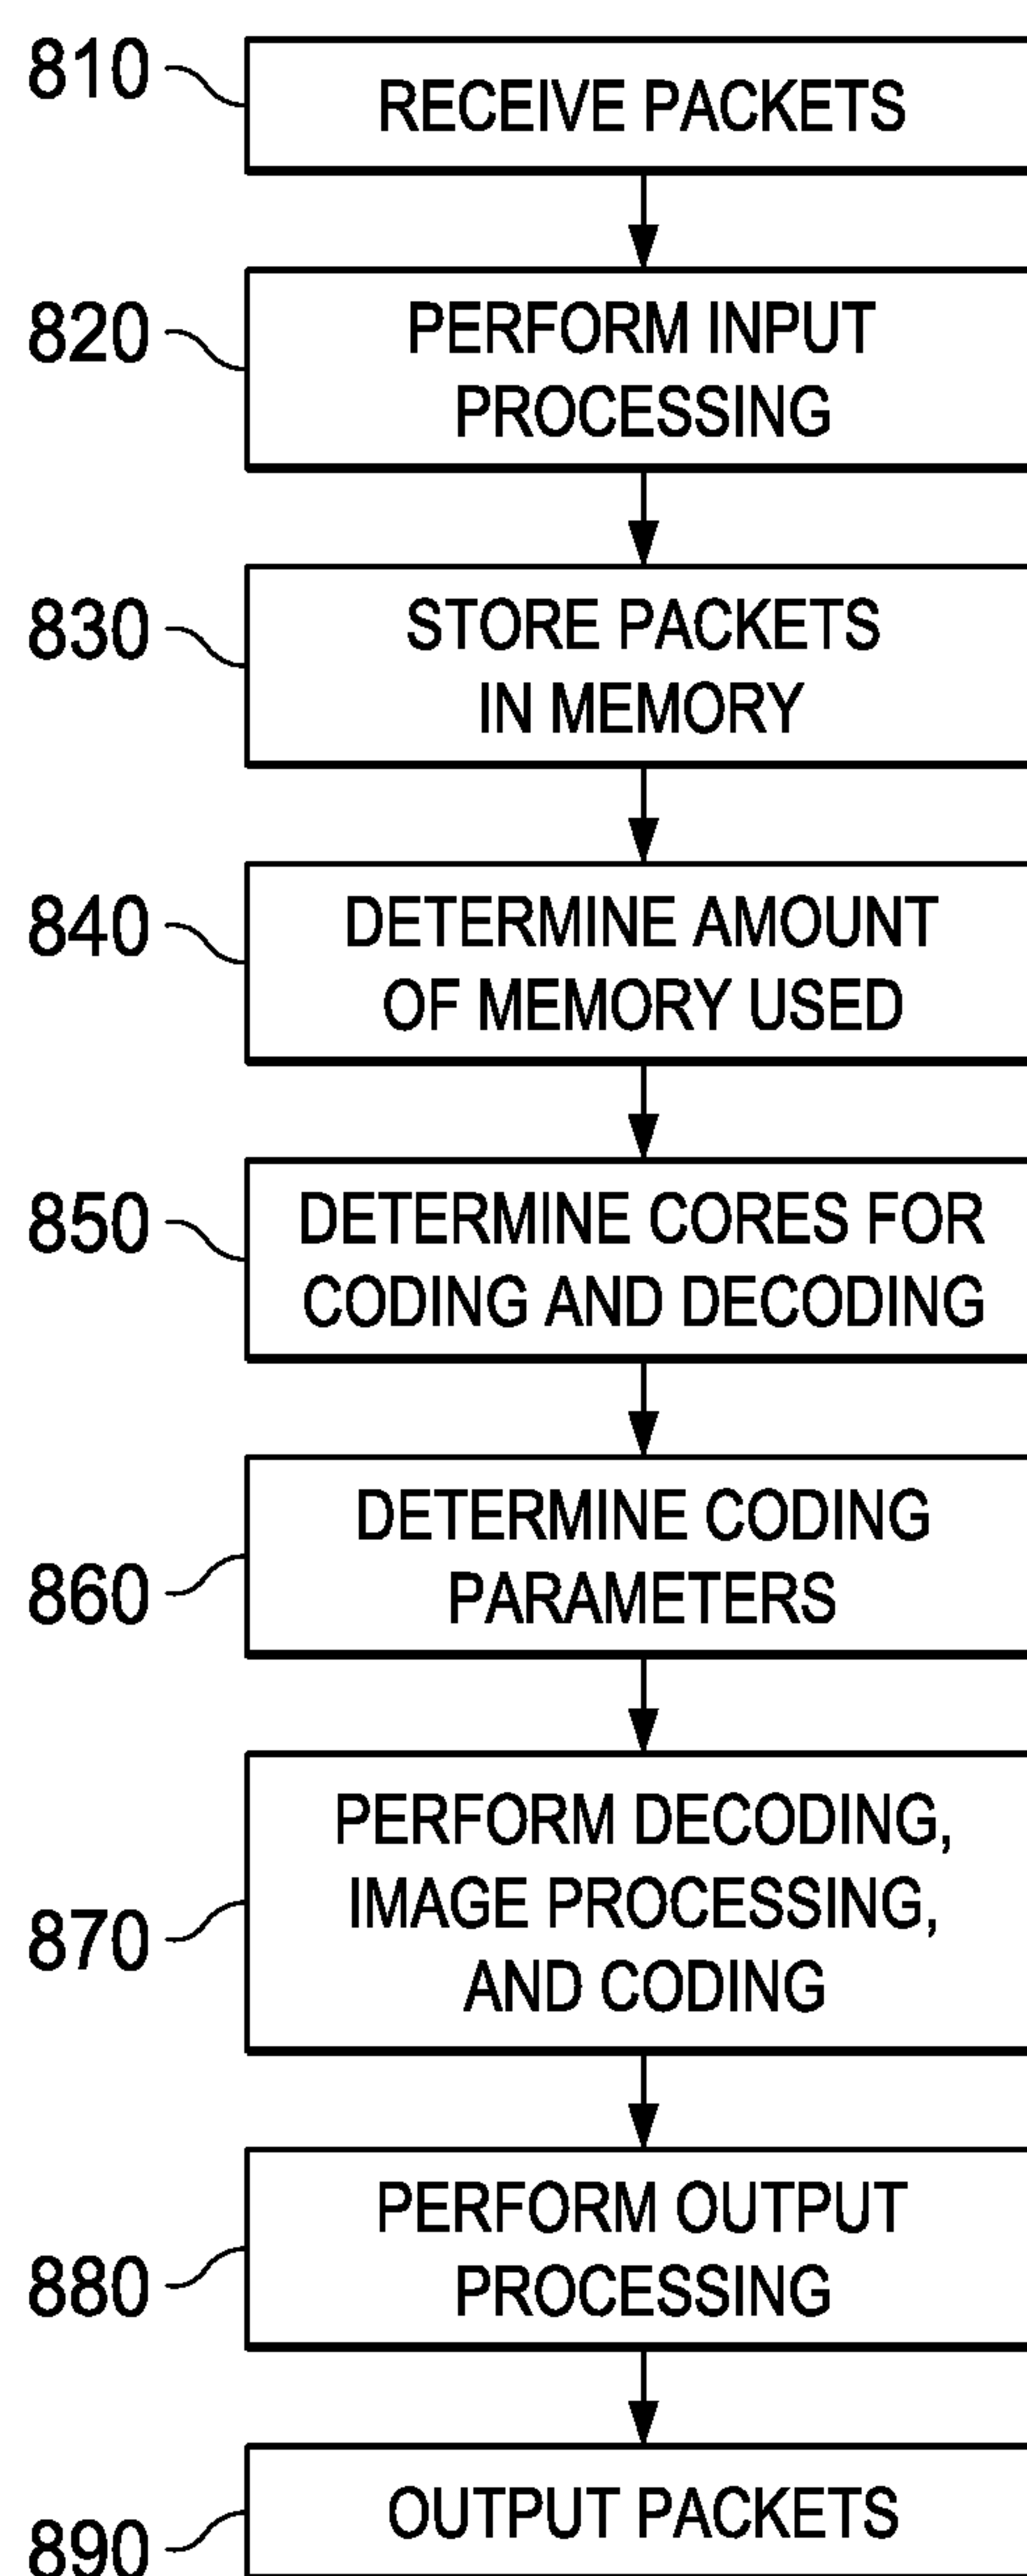 810
RECEIVE PACKETS
820
PERFORM INPUT
PROCESSING
830
STORE PACKETS
IN MEMORY
840
DETERMINE AMOUNT
OF MEMORY USED
850
DETERMINE CORES FOR
CODING AND DECODING
860
DETERMINE CODING
PARAMETERS
870
PERFORM DECODING,
IMAGE PROCESSING,
AND CODING
880
PERFORM OUTPUT
PROCESSING
890
OUTPUT PACKETS